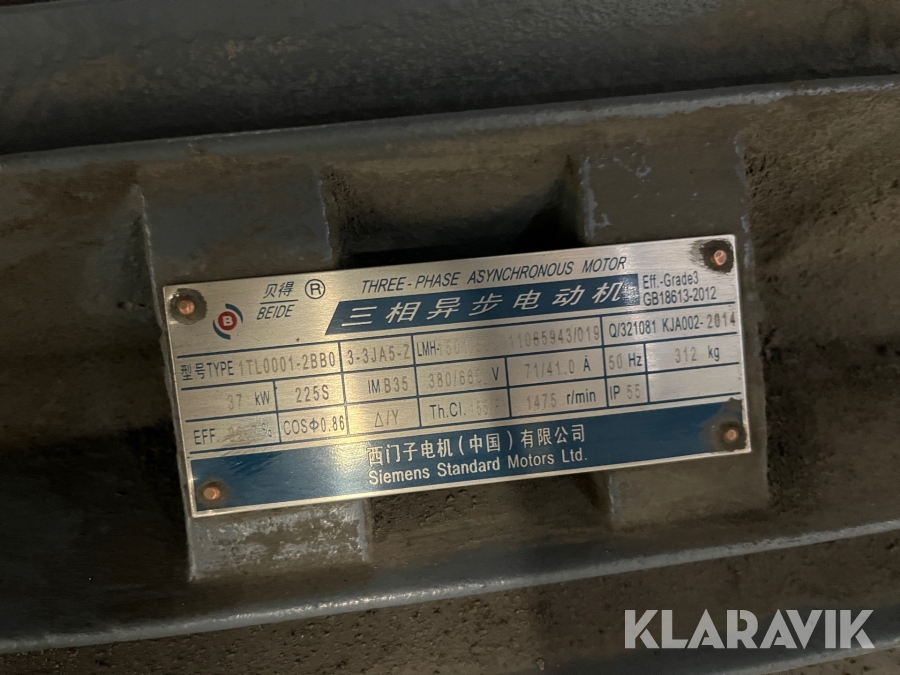 THREE-PHASE ASYNCHRONOUS MOTOR
贝得 ®
BEIDE
B
三相异步电动机
Eff.-Grade3
GB18613-2012
型号TYPE 1TL0001-2BB0 3-3JA5-Z LMH- 11085943/019 Q/321081 KJA002-2014
37 kW 225S IM B35 380/660 V 71/41.0 A 50 Hz 312 kg
EFF. % COSΦ0.86 Δ/Y Th.Cl. 1475 r/min IP 55
西门子电机(中国)有限公司
Siemens Standard Motors Ltd.
KLARAVIK